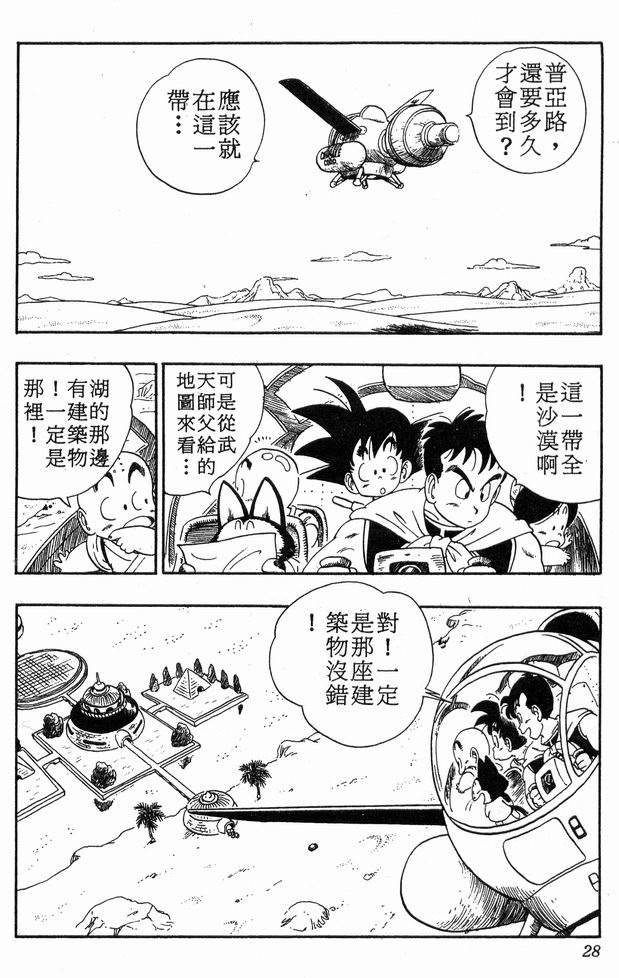 普亞路，
還要多久
才會到？
應該就
在這一
帶…
CAPSULE
CORP.
這一帶全
是沙漠啊
！
可是從武
天師父給的
地圖來看…
湖的那邊
有建築物
！一定是
那裡！
對！一定
是那座建
築物沒錯
！
28